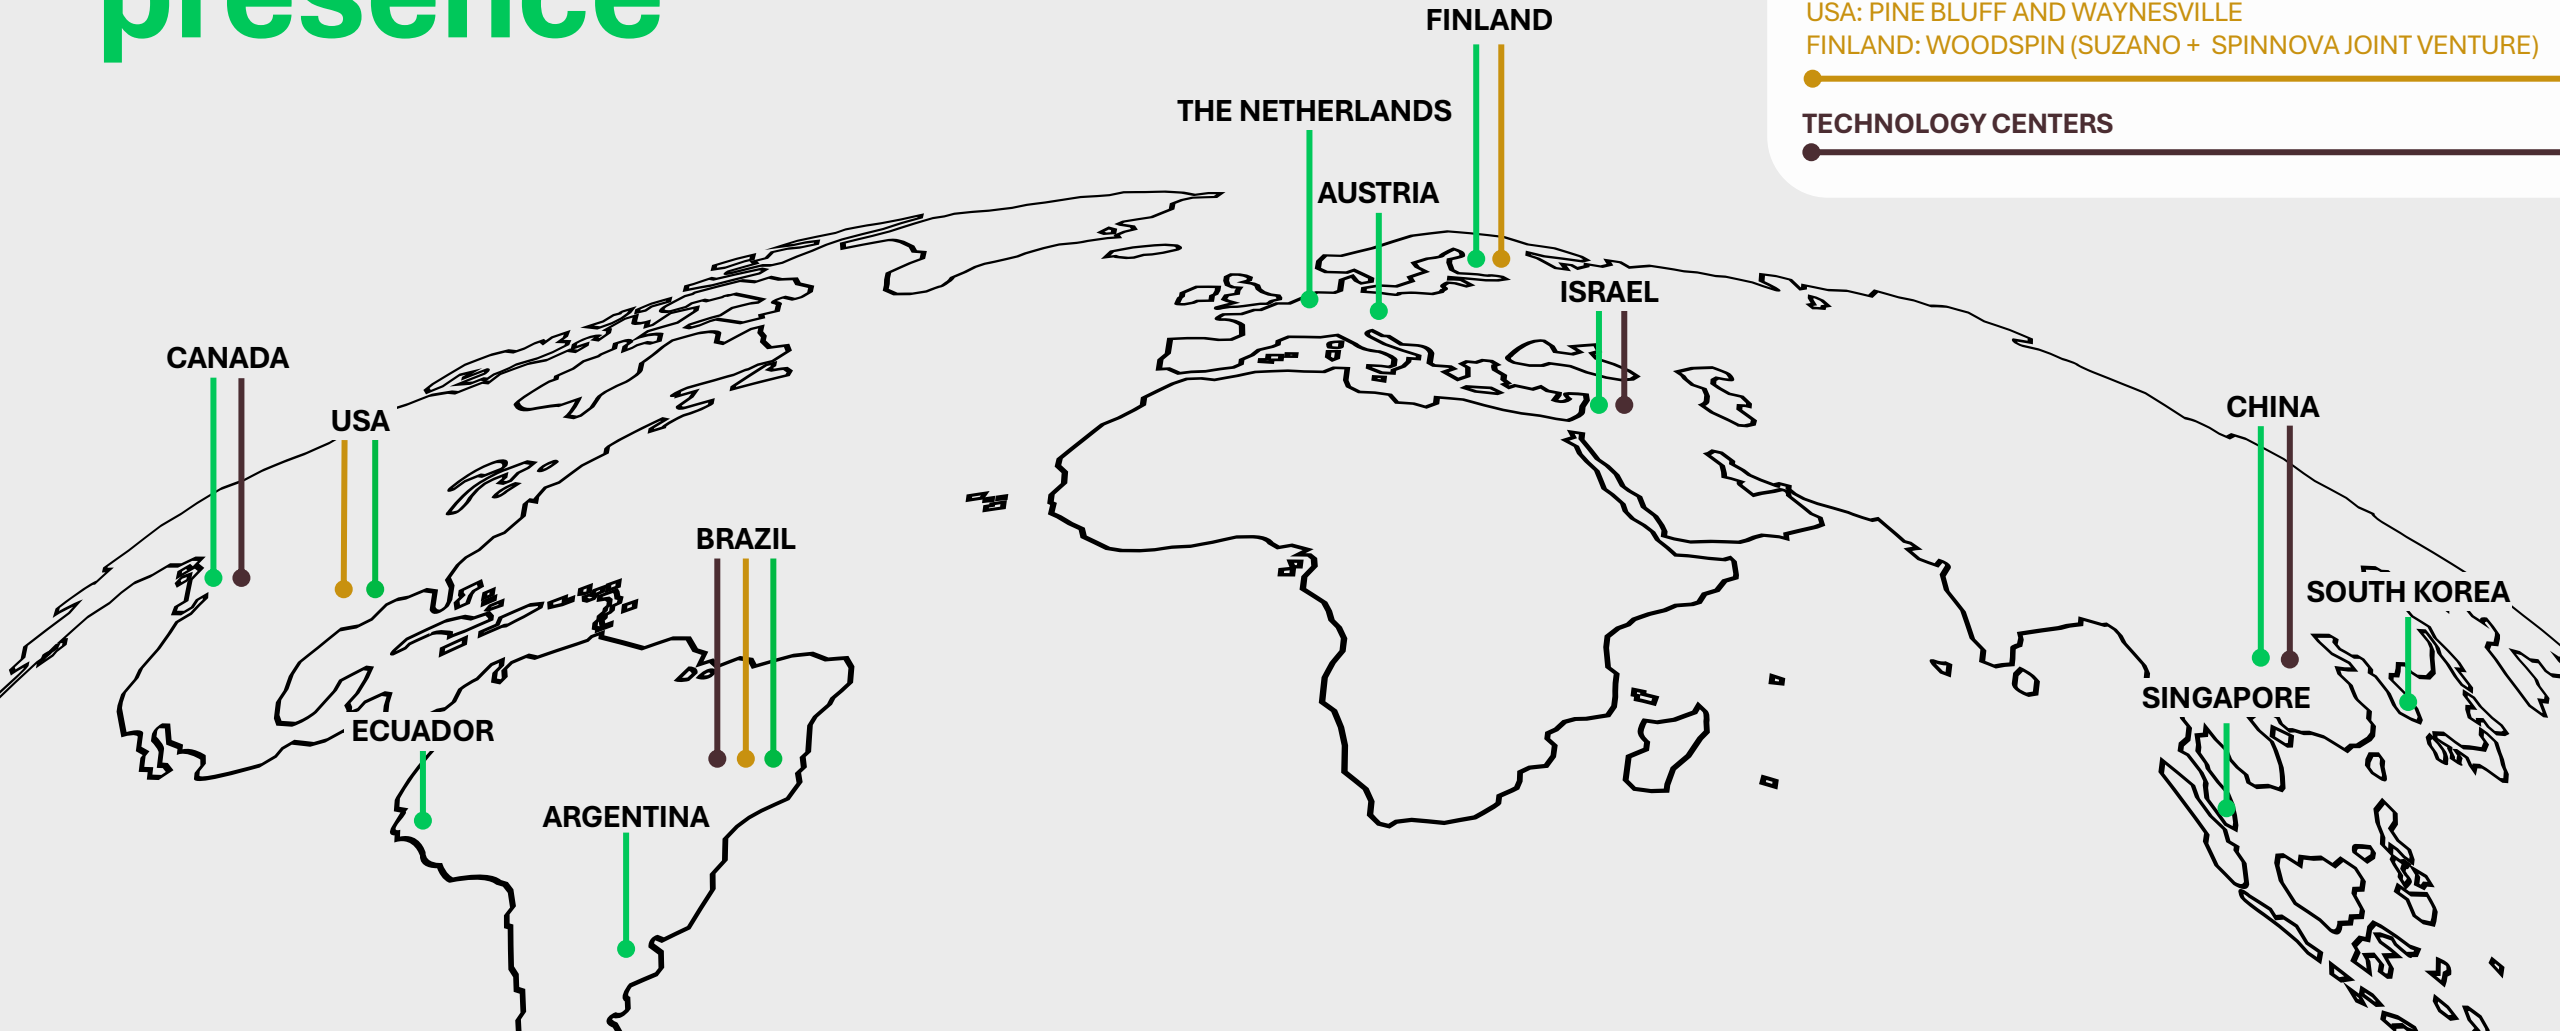 presence
USA: PINE BLUFF AND WAYNESVILLE
FINLAND: WOODSPIN (SUZANO + SPINNOVA JOINT VENTURE)
TECHNOLOGY CENTERS
FINLAND
THE NETHERLANDS
AUSTRIA
ISRAEL
CANADA
USA
CHINA
BRAZIL
SOUTH KOREA
SINGAPORE
ECUADOR
ARGENTINA